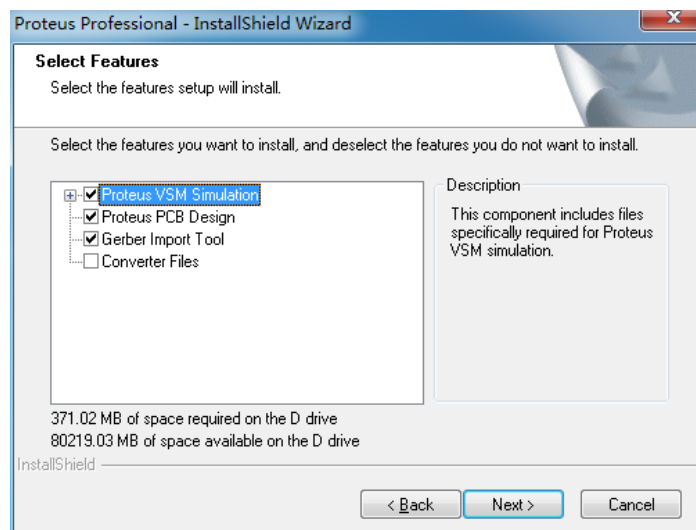 Proteus Professional - InstallShield Wizard
Select Features
Select the features setup will install.
Select the features you want to install, and deselect the features you do not want to install.
Proteus VSM Simulation
Proteus PCB Design
Gerber Import Tool
Converter Files
Description
This component includes files
specifically required for Proteus
VSM simulation.
371.02 MB of space required on the D drive
80219.03 MB of space available on the D drive
InstallShield
< Back
Next >
Cancel